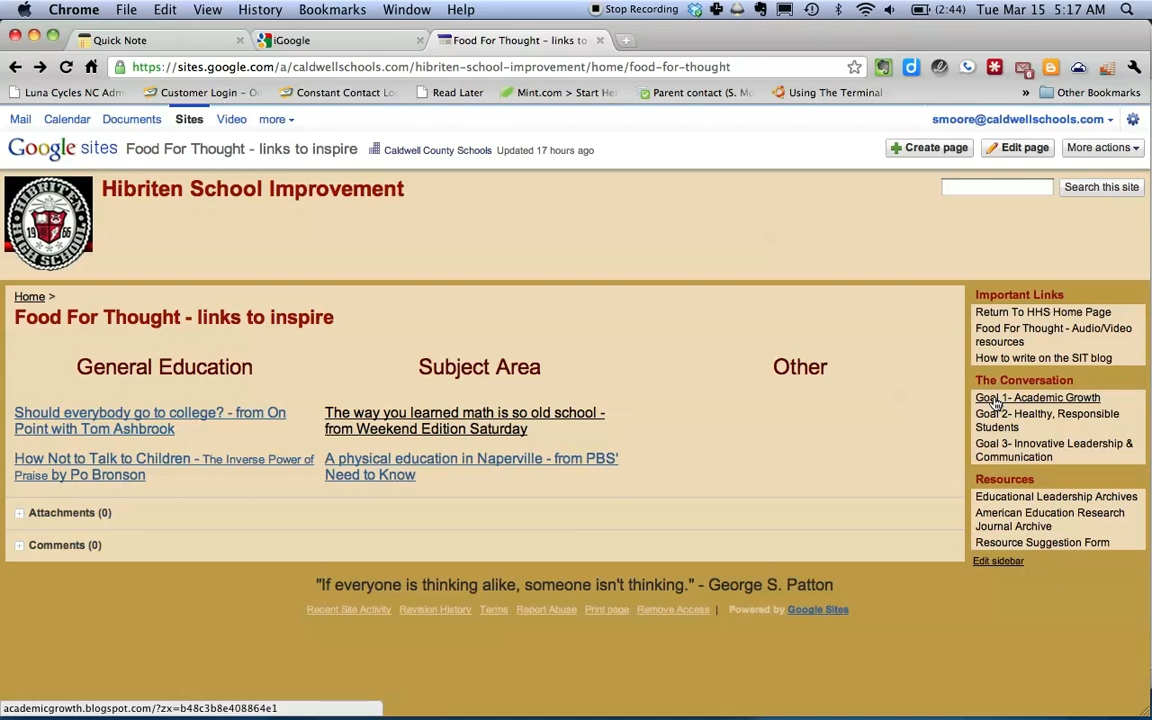 Chrome File Edit View History Bookmarks Window Help Stop Recording (2:44) Tue Mar 15 5:17 AM
Quick Note iGoogle Food For Thought - links to
https://sites.google.com/a/caldwellschools.com/hibriten-school-improvement/home/food-for-thought
Luna Cycles NC Adm Customer Login - O Constant Contact Lo Read Later Mint.com > Start He Parent contact (S. Mo Using The Terminal » Other Bookmarks
Mail Calendar Documents Sites Video more smoore@caldwellschools.com
Google sites Food For Thought - links to inspire Caldwell County Schools Updated 17 hours ago Create page Edit page More actions
HIBRITEN
HIGH SCHOOL
Hibriten School Improvement
Search this site
Home >
Food For Thought - links to inspire
General Education Subject Area Other
Should everybody go to college? - from On
Point with Tom Ashbrook
How Not to Talk to Children - The Inverse Power of
Praise by Po Bronson
The way you learned math is so old school -
from Weekend Edition Saturday
A physical education in Naperville - from PBS'
Need to Know
Attachments (0)
Comments (0)
Important Links
Return To HHS Home Page
Food For Thought - Audio/Video
resources
How to write on the SIT blog
The Conversation
Goal 1- Academic Growth
Goal 2- Healthy, Responsible
Students
Goal 3- Innovative Leadership &
Communication
Resources
Educational Leadership Archives
American Education Research
Journal Archive
Resource Suggestion Form
Edit sidebar
"If everyone is thinking alike, someone isn't thinking." - George S. Patton
Recent Site Activity Revision History Terms Report Abuse Print page Remove Access | Powered by Google Sites
academicgrowth.blogspot.com/?zx=b48c3b8e408864e1